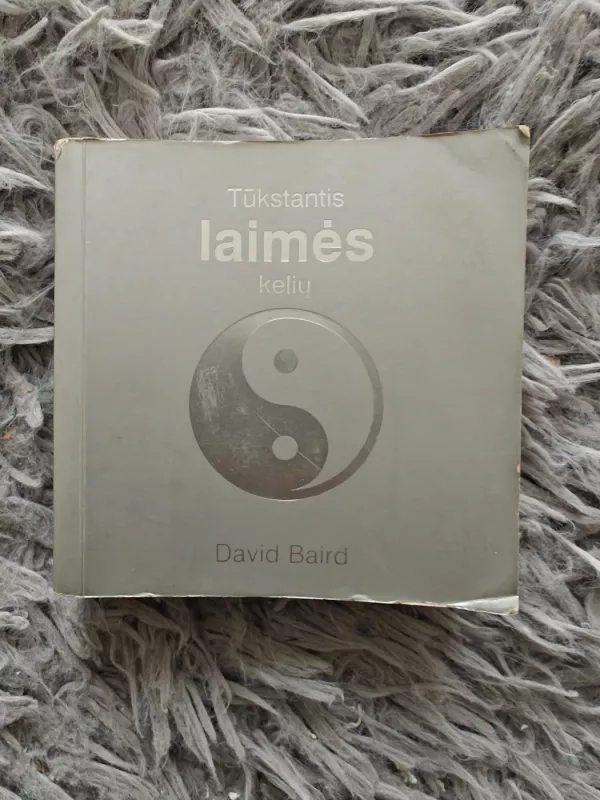 Tūkstantis
laimės
kelių
David Baird